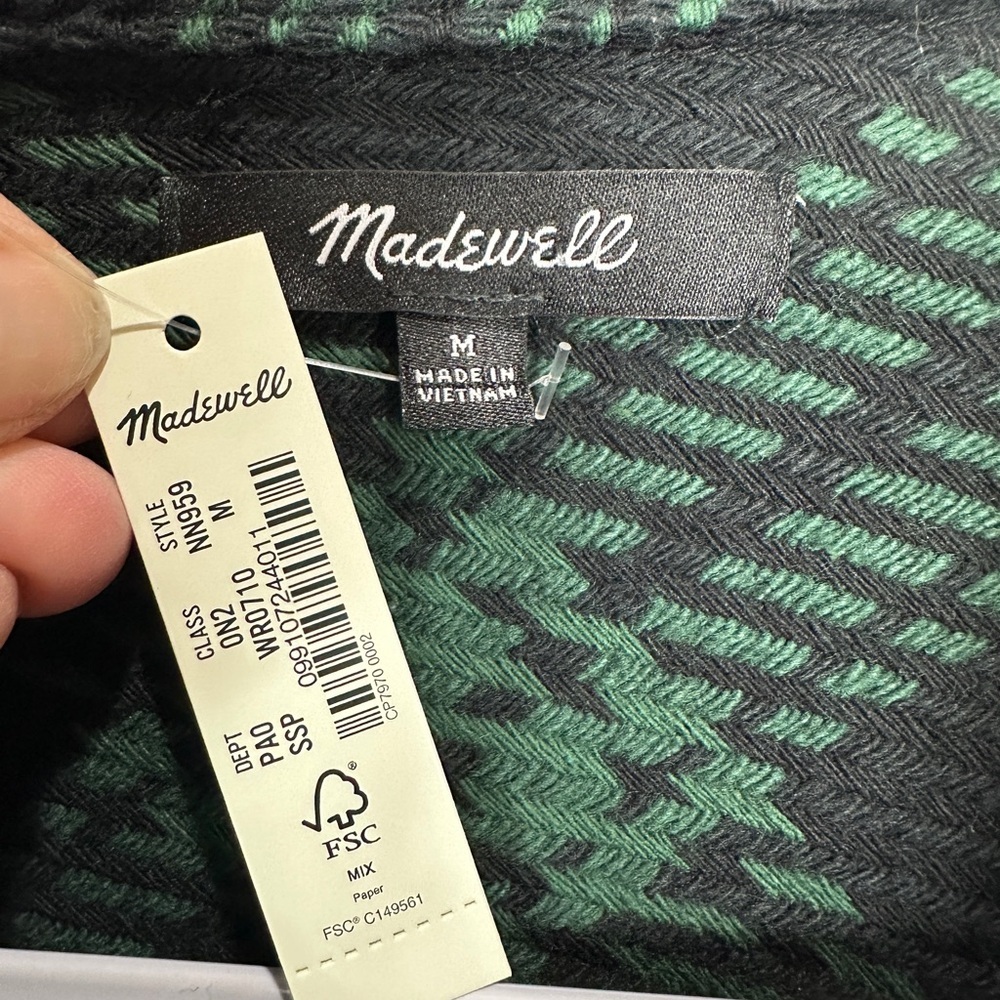 Madewell
M
MADE IN
VIETNAM
Madewell
STYLE
NN959
MI
CLASS
0N2
WR0710
099107244011
DEPT
PA0
SSP
CP7970 0002
FSC®
MIX
Paper
FSC® C149561